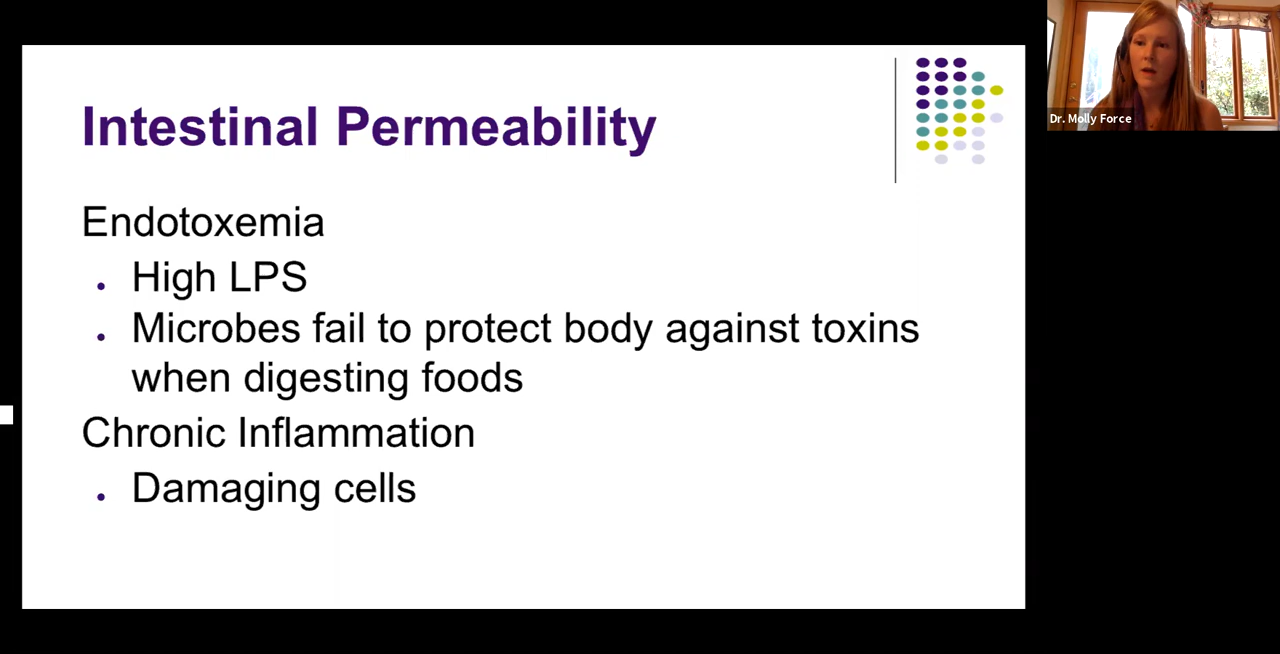 Intestinal Permeability
Endotoxemia
• High LPS
• Microbes fail to protect body against toxins
when digesting foods
Chronic Inflammation
• Damaging cells
Dr. Molly Force